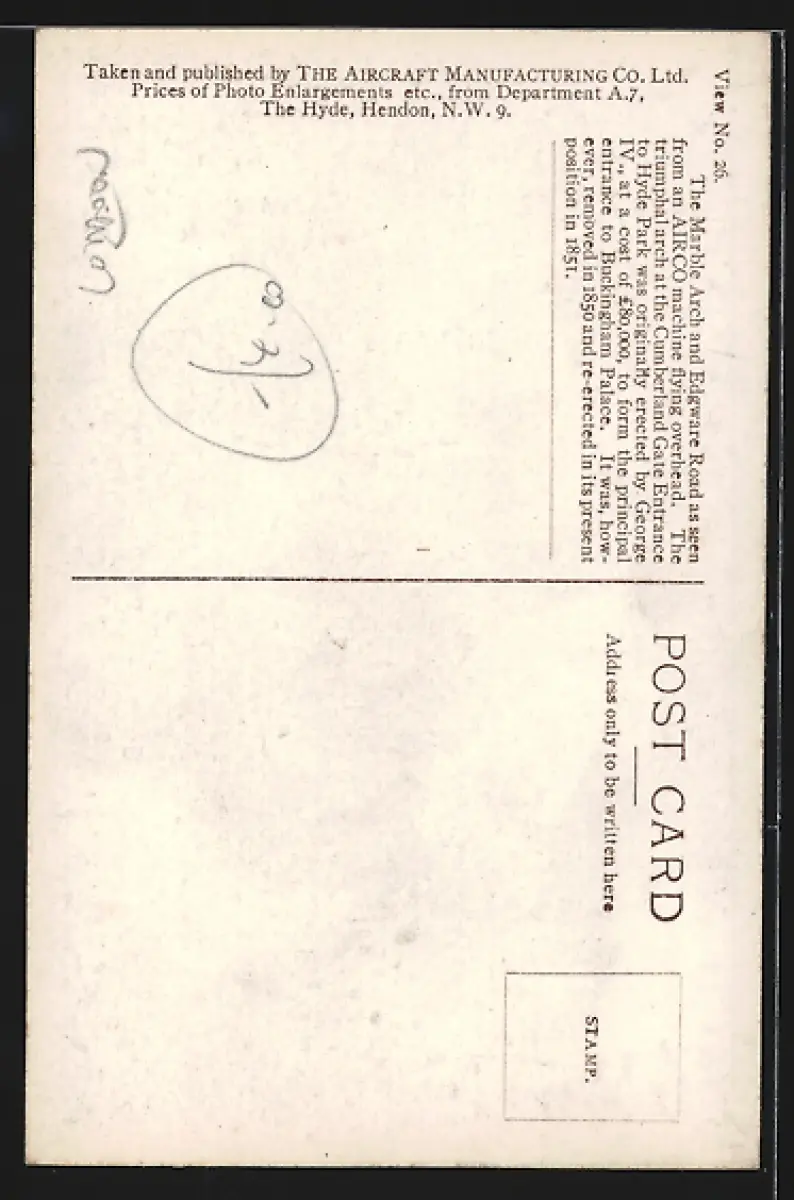 Taken and published by THE AIRCRAFT MANUFACTURING CO. Ltd.
Prices of Photo Enlargements etc., from Department A.7,
The Hyde, Hendon, N.W. 9.
View No. 26.
The Marble Arch and Edgware Road as seen
from an AIRCO machine flying overhead. The
triumphal arch at the Cumberland Gate Entrance
to Hyde Park was originally erected by George
IV., at a cost of £80,000, to form the principal
entrance to Buckingham Palace. It was, how-
ever, removed in 1850 and re-erected in its present
position in 1851.
POST CARD
Address only to be written here
STAMP.